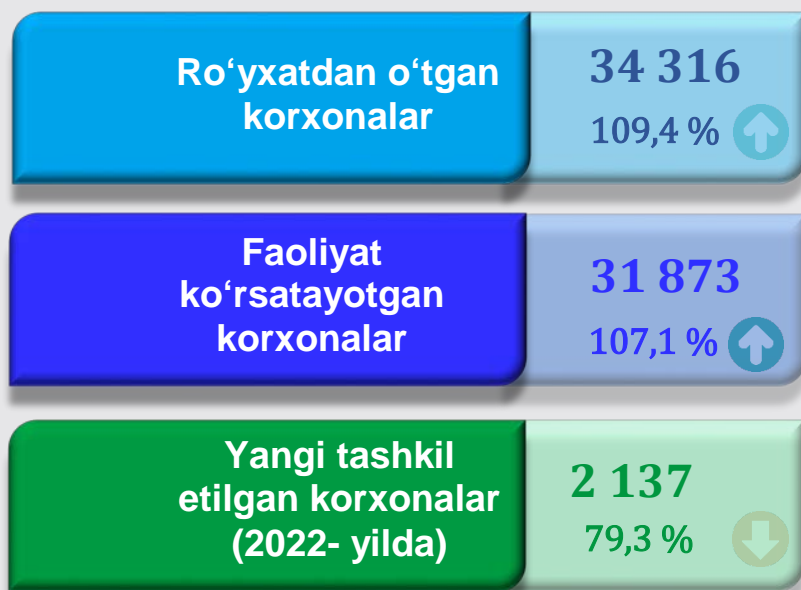 Ro‘yxatdan o‘tgan
korxonalar
34 316
109,4 %
Faoliyat
ko‘rsatayotgan
korxonalar
31 873
107,1 %
Yangi tashkil
etilgan korxonalar
(2022- yilda)
2 137
79,3 %